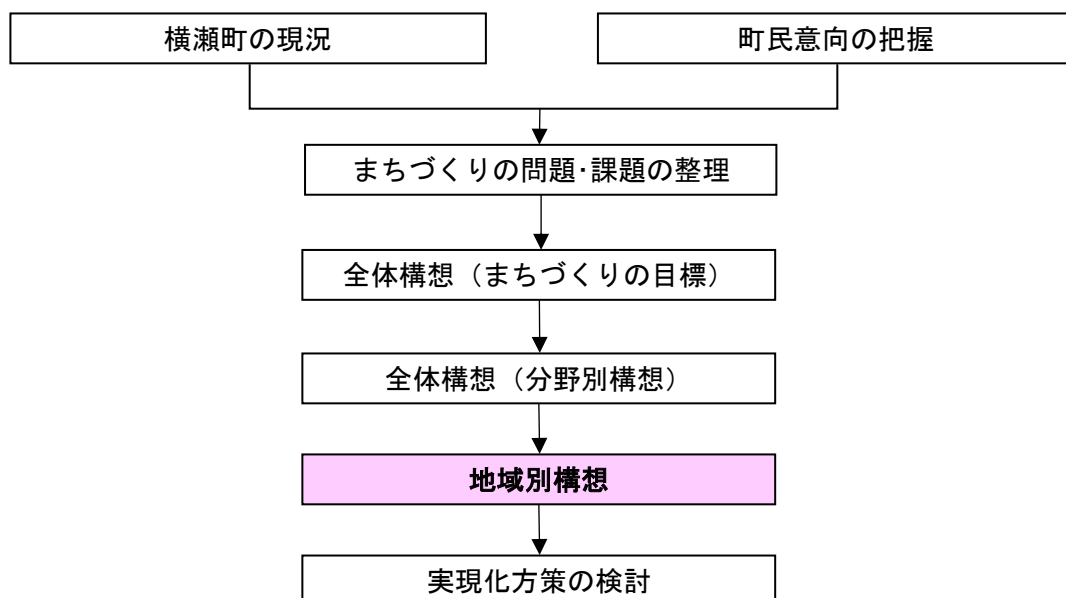 横瀬町の現況
町民意向の把握
まちづくりの問題･課題の整理
全体構想（まちづくりの目標）
全体構想（分野別構想）
地域別構想
実現化方策の検討